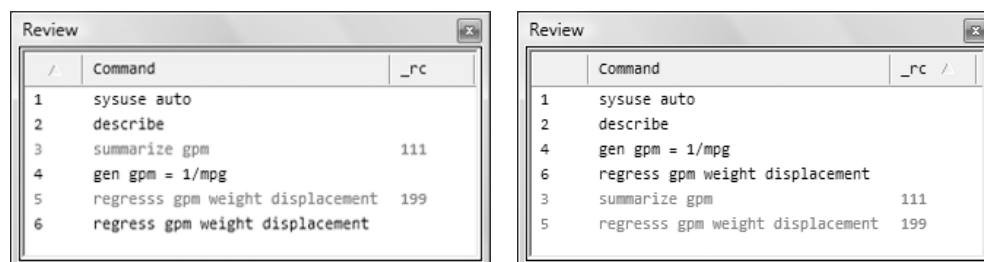 Review
Command _rc
1 sysuse auto
2 describe
3 summarize gpm 111
4 gen gpm = 1/mpg
5 regresss gpm weight displacement 199
6 regress gpm weight displacement
Review
Command _rc
1 sysuse auto
2 describe
4 gen gpm = 1/mpg
6 regress gpm weight displacement
3 summarize gpm 111
5 regresss gpm weight displacement 199